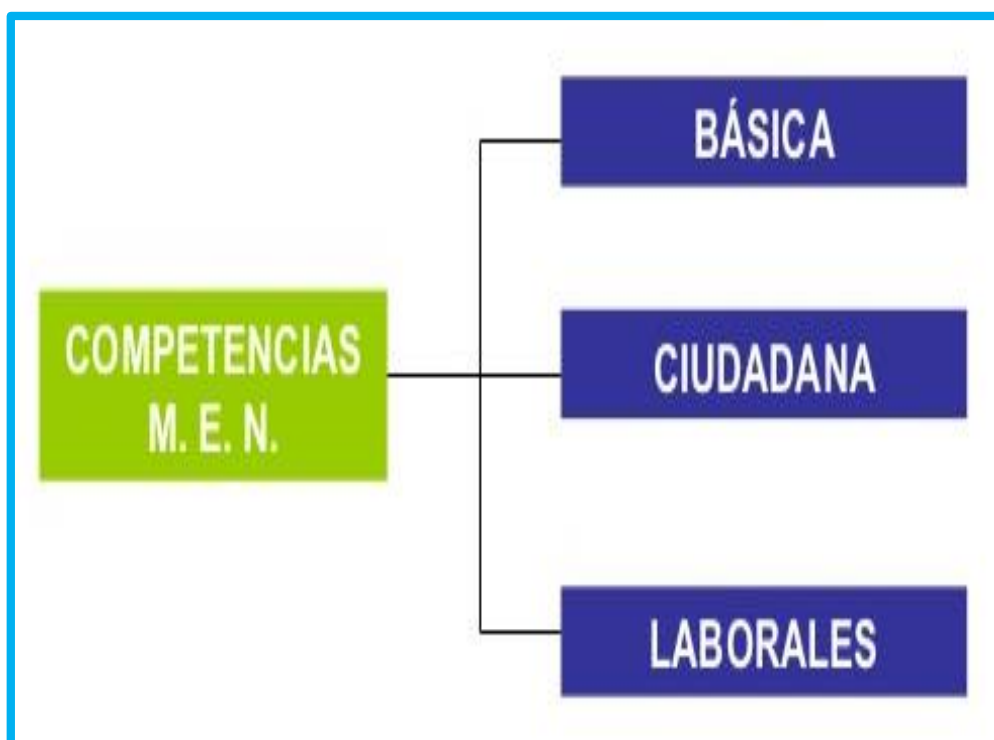 COMPETENCIAS
M. E. N.
BÁSICA
CIUDADANA
LABORALES